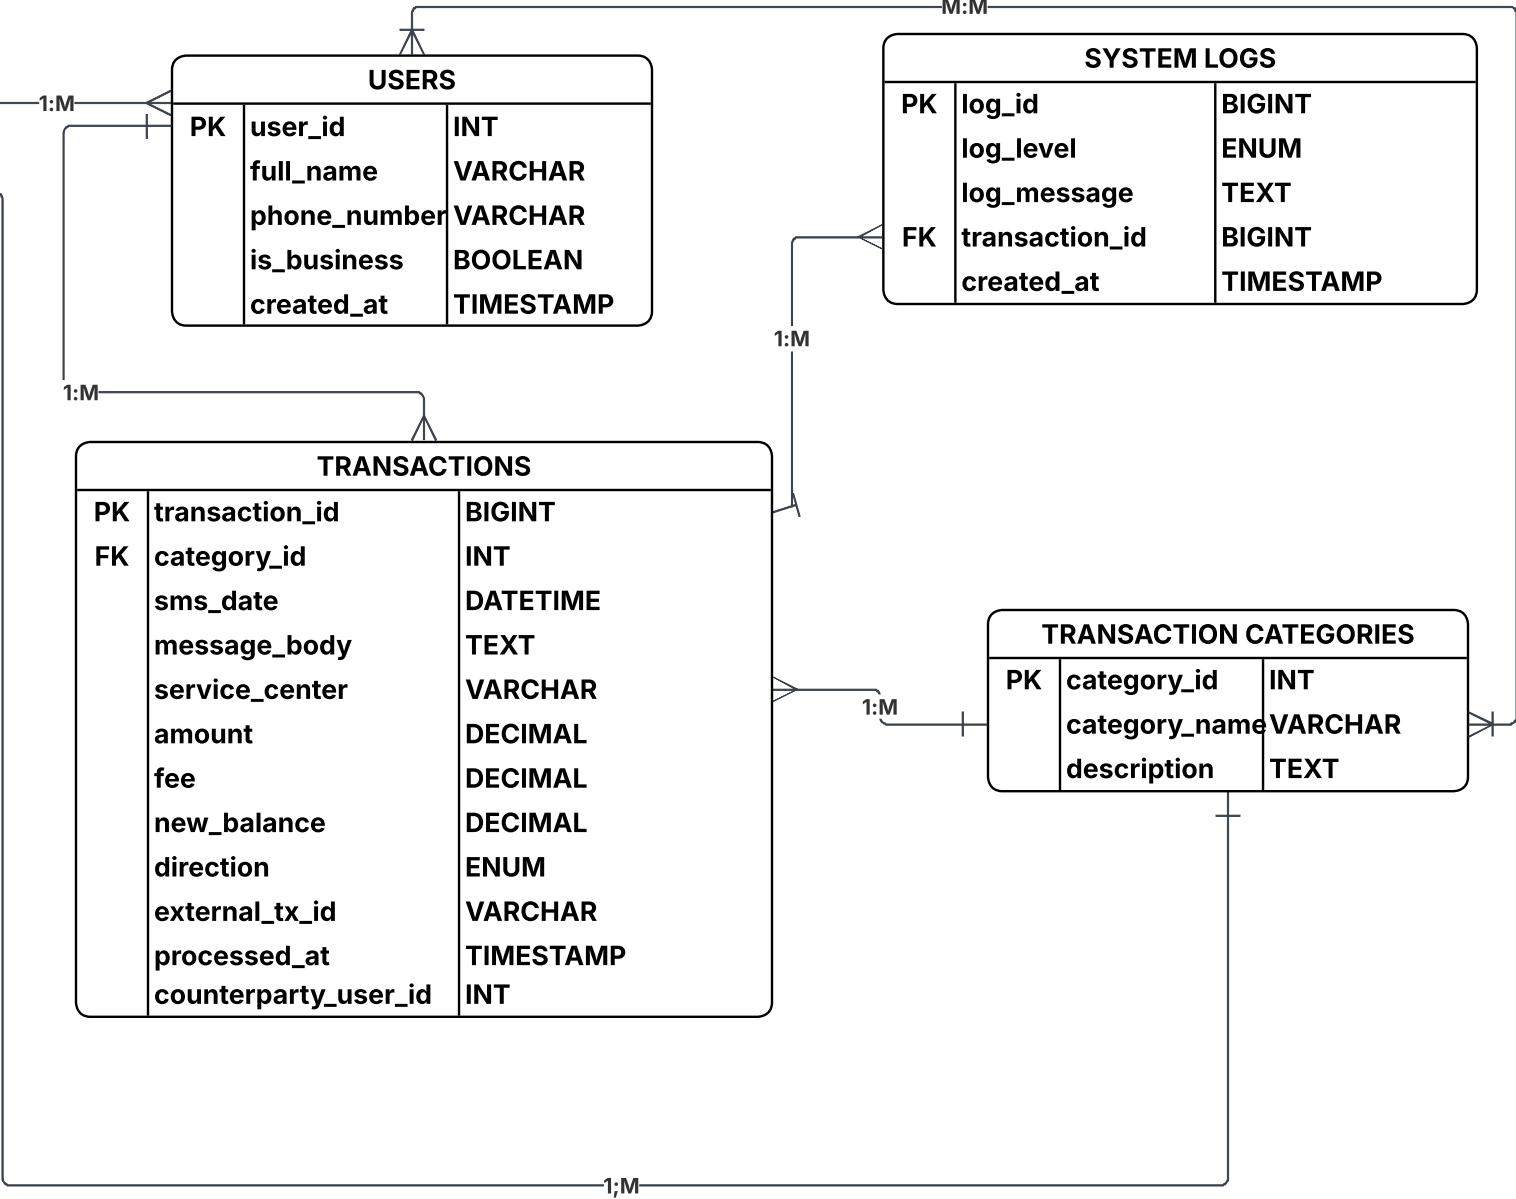 M:M
USERS
1:M
PK user_id INT
full_name VARCHAR
phone_number VARCHAR
is_business BOOLEAN
created_at TIMESTAMP
SYSTEM LOGS
PK log_id BIGINT
log_level ENUM
log_message TEXT
FK transaction_id BIGINT
created_at TIMESTAMP
1:M
1:M
TRANSACTIONS
PK transaction_id BIGINT
FK category_id INT
sms_date DATETIME
message_body TEXT
service_center VARCHAR
amount DECIMAL
fee DECIMAL
new_balance DECIMAL
direction ENUM
external_tx_id VARCHAR
processed_at TIMESTAMP
counterparty_user_id INT
1:M
TRANSACTION CATEGORIES
PK category_id INT
category_name VARCHAR
description TEXT
1;M